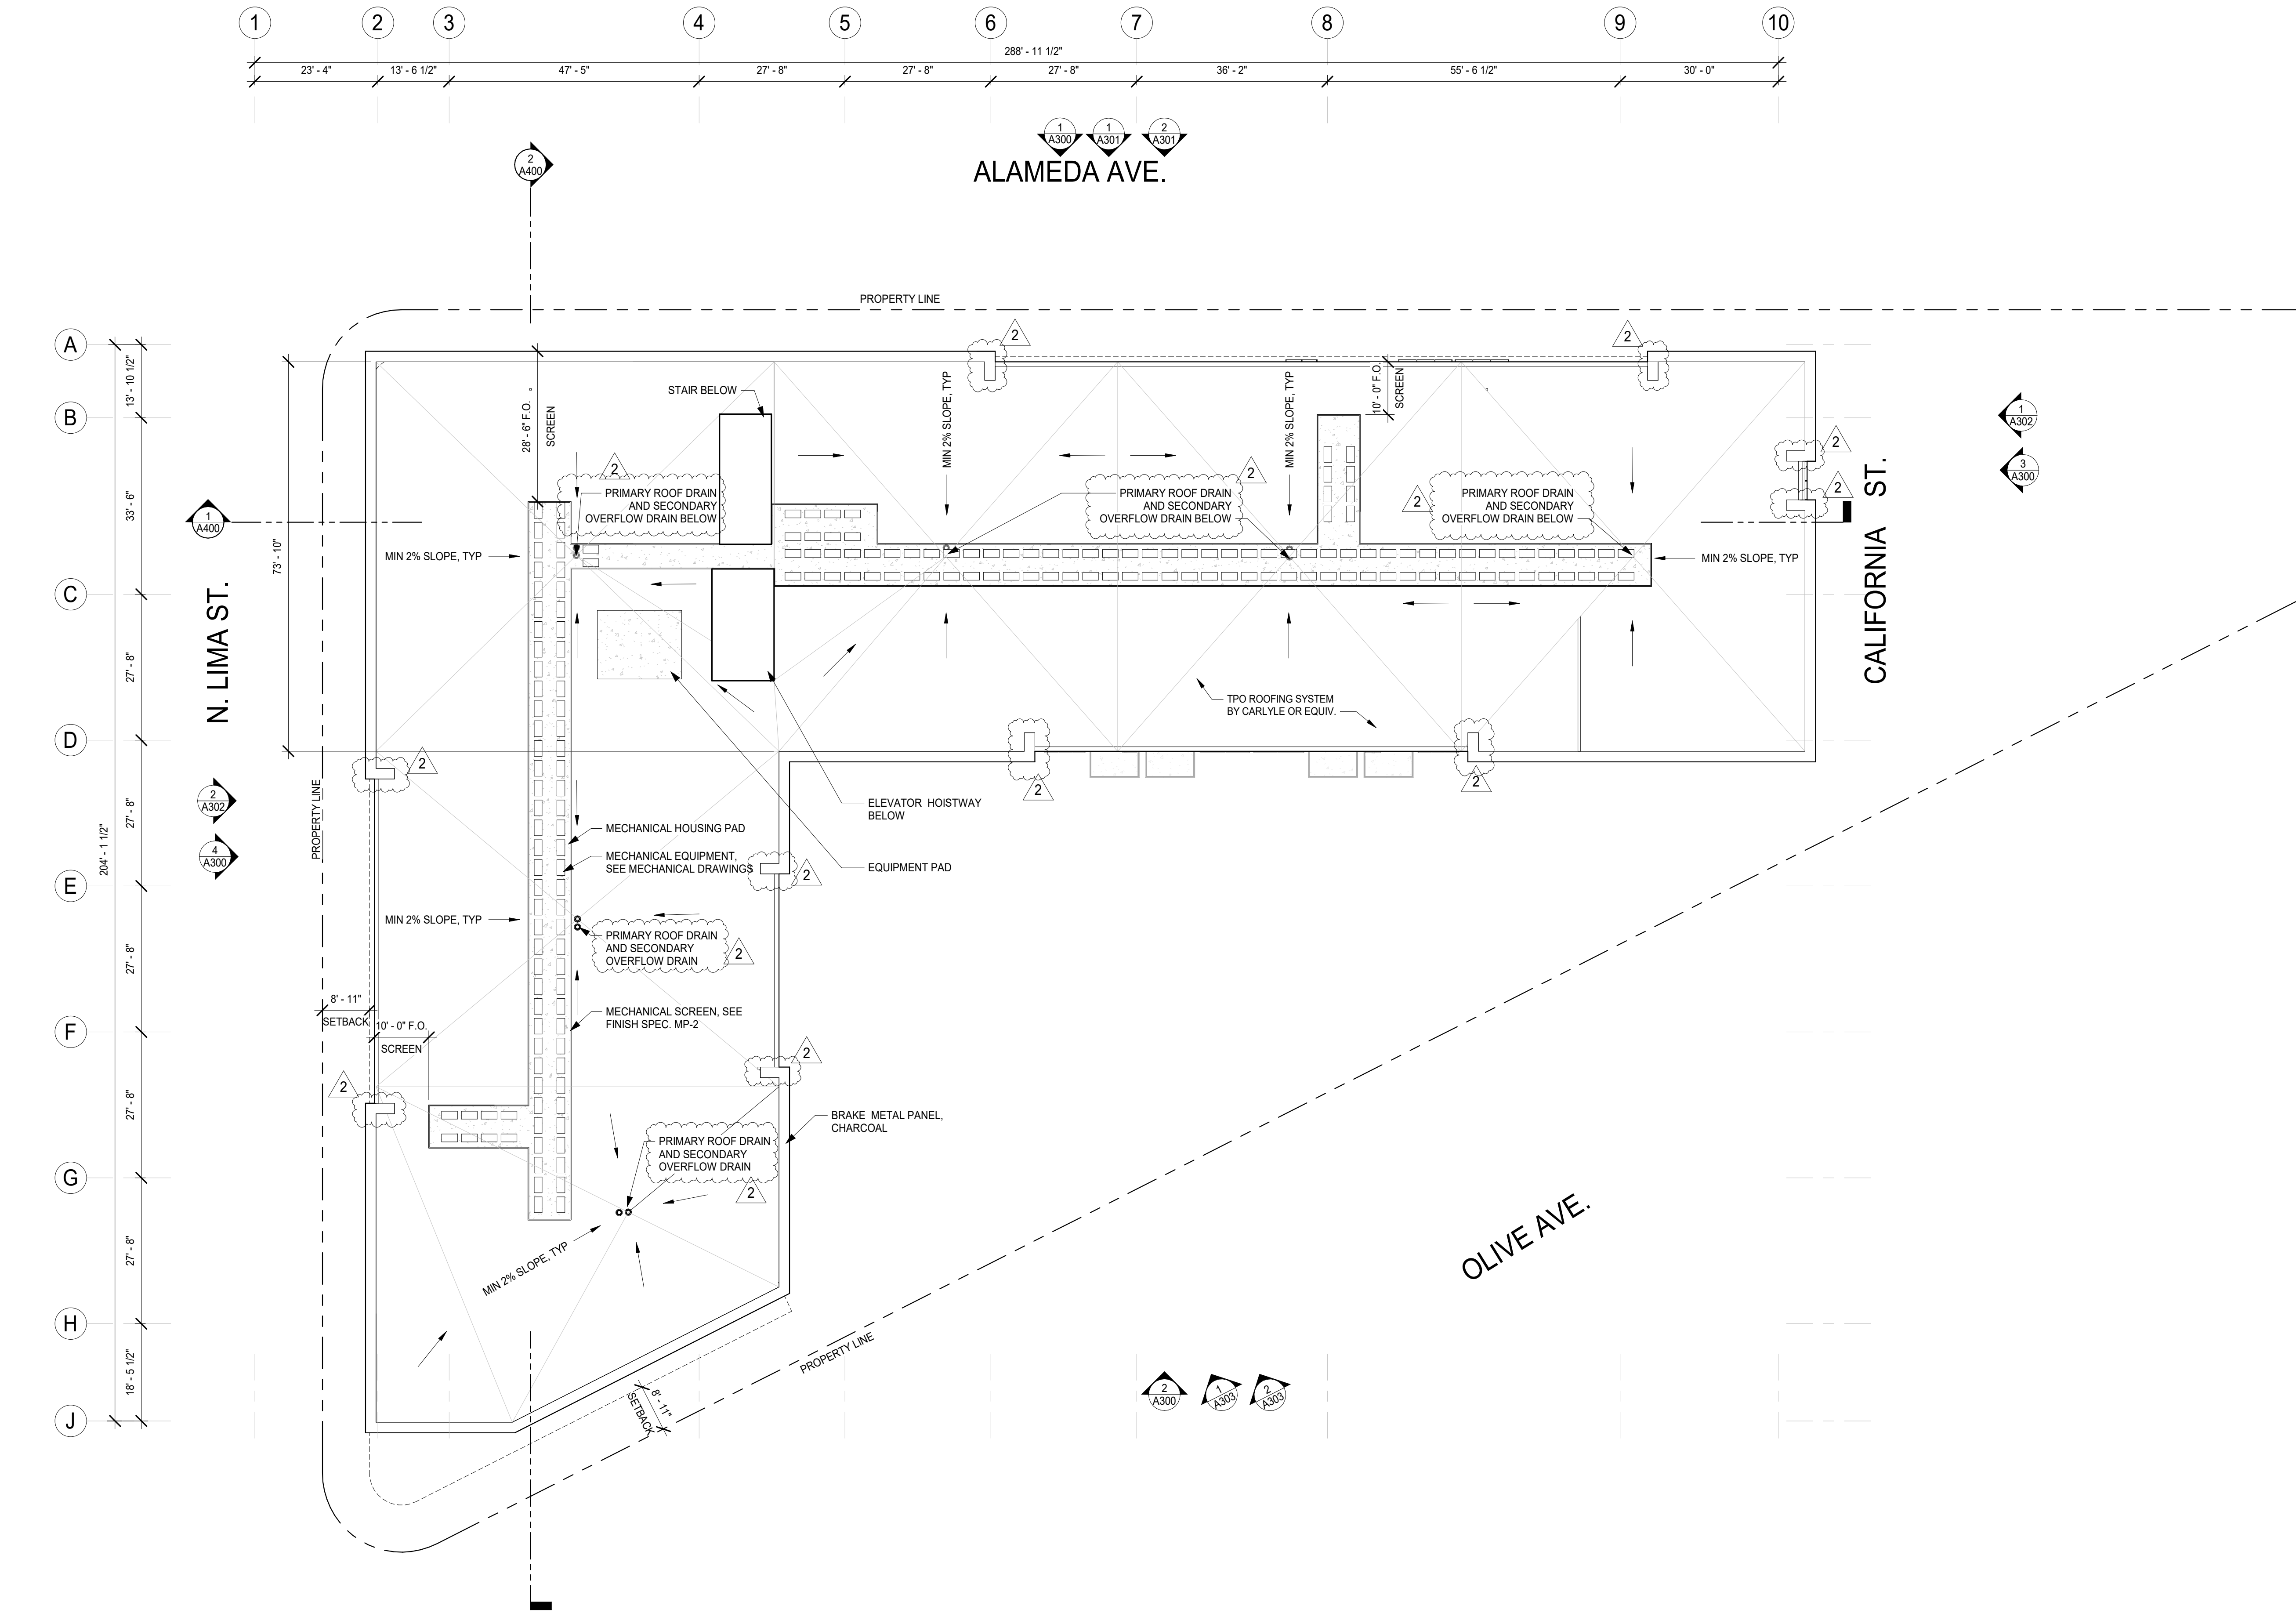 1 2 3 4 5 6 7 8 9 10
288' - 11 1/2"
23' - 4" 13' - 6 1/2" 47' - 5" 27' - 8" 27' - 8" 27' - 8" 36' - 2" 55' - 6 1/2" 30' - 0"
1
A300
1
A301
2
A301
ALAMEDA AVE.
2
A400
PROPERTY LINE
A
B
C
D
E
F
G
H
J
13' - 10 1/2"
33' - 6"
27' - 8"
27' - 8"
27' - 8"
27' - 8"
27' - 8"
18' - 5 1/2"
204' - 1 1/2"
73' - 10"
2
2
STAIR BELOW
28' - 6" F.O.
SCREEN
MIN 2% SLOPE, TYP
MIN 2% SLOPE, TYP
10' - 0" F.O.
SCREEN
1
A302
3
A300
2
2
CALIFORNIA ST.
2
PRIMARY ROOF DRAIN
AND SECONDARY
OVERFLOW DRAIN BELOW
2
PRIMARY ROOF DRAIN
AND SECONDARY
OVERFLOW DRAIN BELOW
2
PRIMARY ROOF DRAIN
AND SECONDARY
OVERFLOW DRAIN BELOW
1
A400
MIN 2% SLOPE, TYP
MIN 2% SLOPE, TYP
N. LIMA ST.
TPO ROOFING SYSTEM
BY CARLYLE OR EQUIV.
2
2
2
2
A302
4
A300
PROPERTY LINE
ELEVATOR HOISTWAY
BELOW
MECHANICAL HOUSING PAD
MECHANICAL EQUIPMENT,
SEE MECHANICAL DRAWINGS
EQUIPMENT PAD
2
MIN 2% SLOPE, TYP
PRIMARY ROOF DRAIN
AND SECONDARY
OVERFLOW DRAIN
2
8' - 11"
SETBACK
10' - 0" F.O.
SCREEN
MECHANICAL SCREEN, SEE
FINISH SPEC. MP-2
2
2
BRAKE METAL PANEL,
CHARCOAL
PRIMARY ROOF DRAIN
AND SECONDARY
OVERFLOW DRAIN
2
MIN 2% SLOPE, TYP
OLIVE AVE.
PROPERTY LINE
8' - 11"
SETBACK
2
A300
1
A303
2
A303